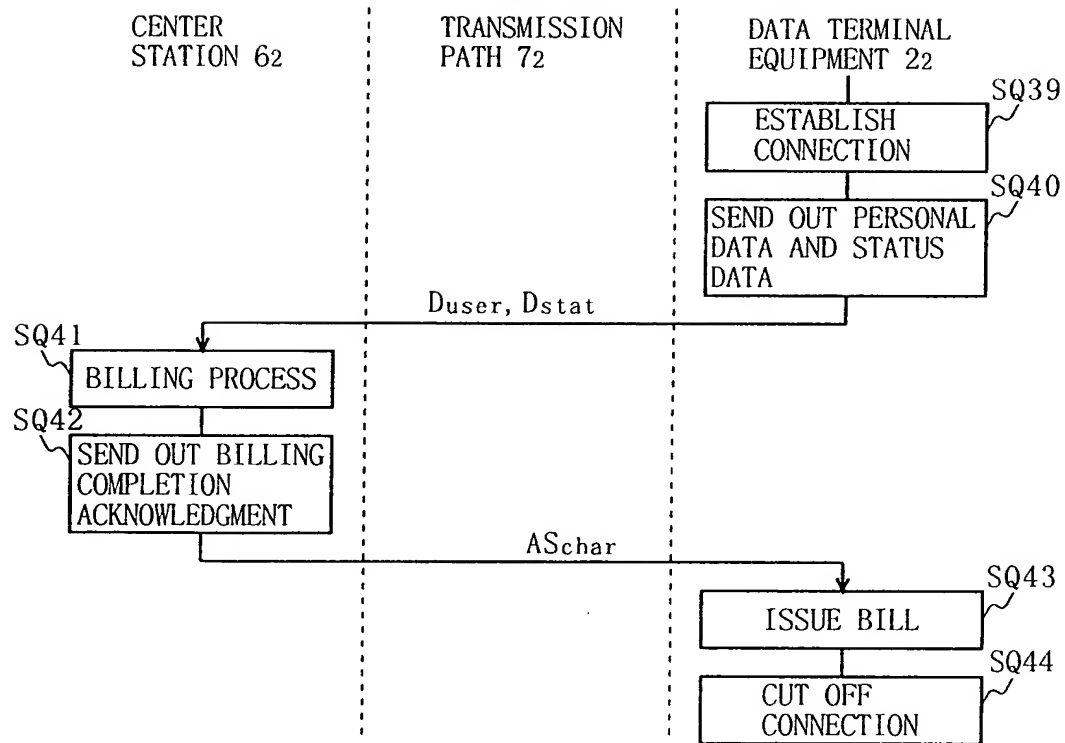 CENTER
STATION 62
TRANSMISSION
PATH 72
DATA TERMINAL
EQUIPMENT 22
SQ39
ESTABLISH
CONNECTION
SQ40
SEND OUT PERSONAL
DATA AND STATUS
DATA
Duser, Dstat
SQ41
BILLING PROCESS
SQ42
SEND OUT BILLING
COMPLETION
ACKNOWLEDGMENT
ASchar
SQ43
ISSUE BILL
SQ44
CUT OFF
CONNECTION